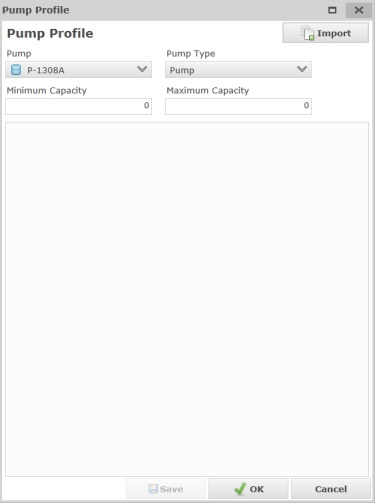 Pump Profile
Pump Profile
Import
Pump
Pump Type
P-1308A
Pump
Minimum Capacity
Maximum Capacity
0
0
Save
OK
Cancel